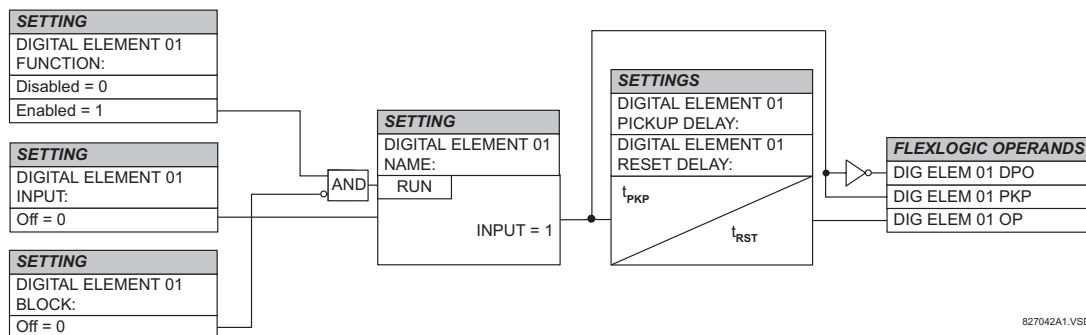 SETTING
DIGITAL ELEMENT 01
FUNCTION:
Disabled = 0
Enabled = 1
SETTING
DIGITAL ELEMENT 01
INPUT:
Off = 0
SETTING
DIGITAL ELEMENT 01
BLOCK:
Off = 0
AND
SETTING
DIGITAL ELEMENT 01
NAME:
RUN
INPUT = 1
SETTINGS
DIGITAL ELEMENT 01
PICKUP DELAY:
DIGITAL ELEMENT 01
RESET DELAY:
tPKP
tRST
FLEXLOGIC OPERANDS
DIG ELEM 01 DPO
DIG ELEM 01 PKP
DIG ELEM 01 OP
827042A1.VSD